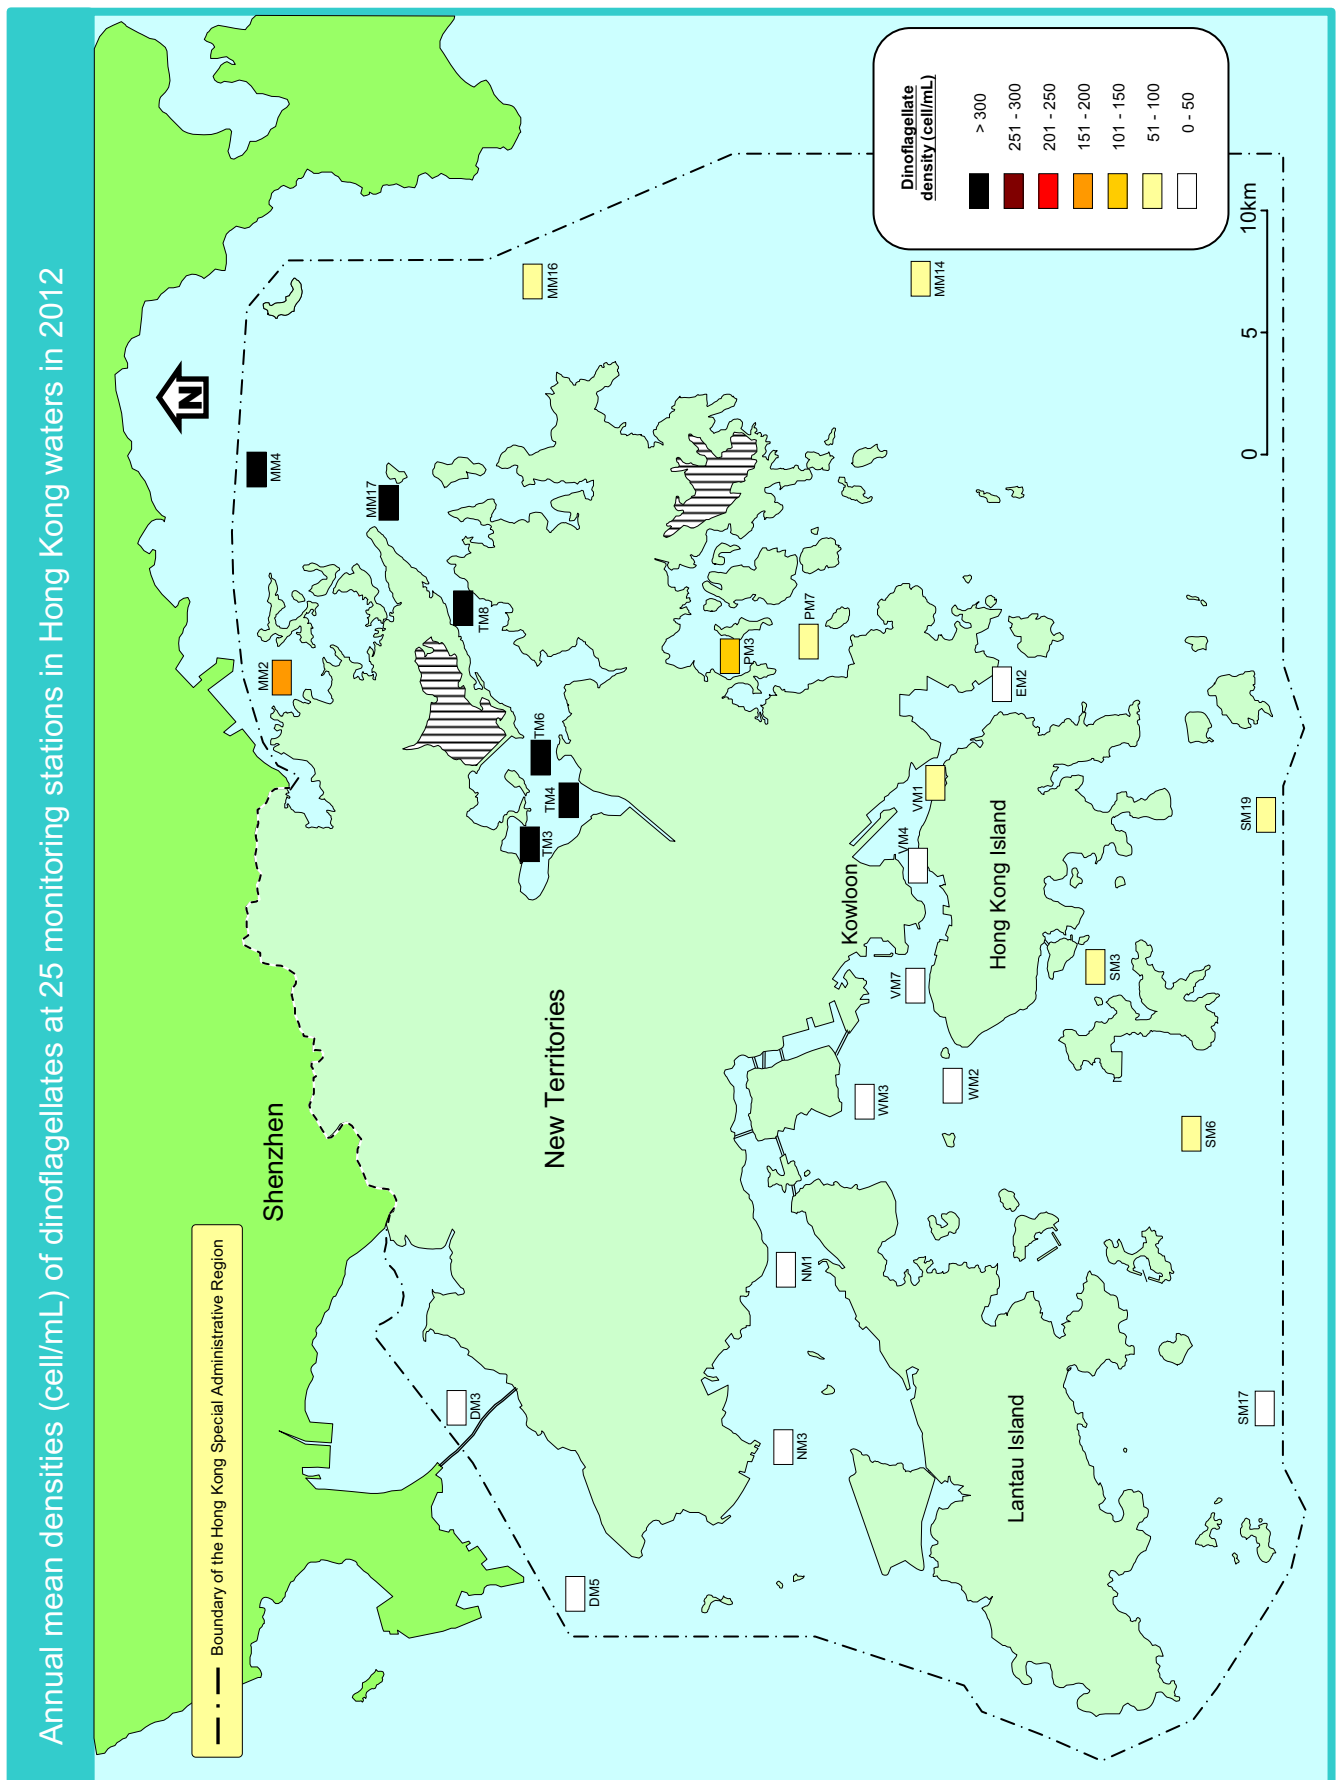 Annual mean densities (cell/mL) of dinoflagellates at 25 monitoring stations in Hong Kong waters in 2012
Boundary of the Hong Kong Special Administrative Region
Shenzhen
N
MM2
MM4
MM17
MM16
DM3
TM8
TM6
TM4
TM3
New Territories
DM5
PM3
PM7
MM14
NM3
NM1
WM3
Kowloon
VM7
VM4
VM1
EM2
WM2
Hong Kong Island
Lantau Island
SM3
SM6
SM17
SM19
Dinoflagellate
density (cell/mL)
> 300
251 - 300
201 - 250
151 - 200
101 - 150
51 - 100
0 - 50
0 5 10km